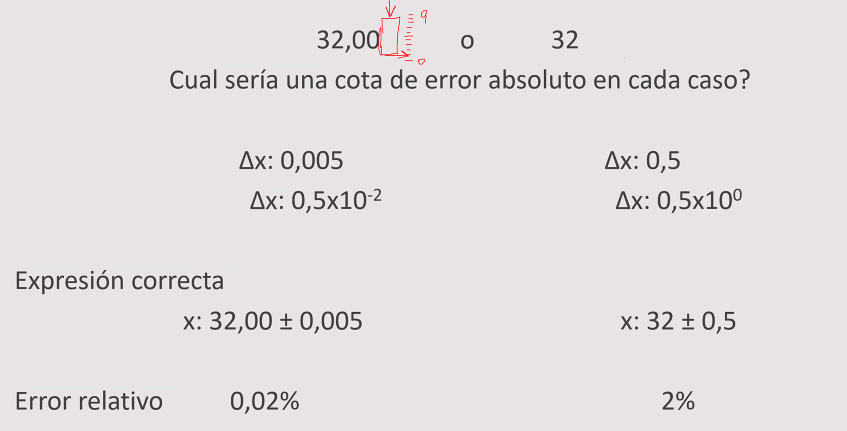 32,00 9 0 o 32
Cual sería una cota de error absoluto en cada caso?
Δx: 0,005 Δx: 0,5
Δx: 0,5x10⁻² Δx: 0,5x10⁰
Expresión correcta
x: 32,00 ± 0,005 x: 32 ± 0,5
Error relativo 0,02% 2%